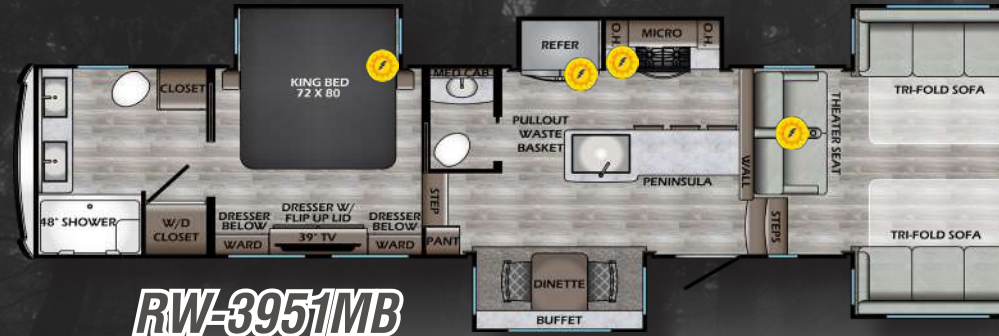 48" SHOWER
CLOSET
W/D
CLOSET
KING BED
72 X 80
DRESSER
BELOW
WARD
DRESSER W/
FLIP UP LID
39" TV
DRESSER
BELOW
WARD
MED CAB
STEP
PANT
REFER
O.H.
MICRO
O.H.
PULLOUT
WASTE
BASKET
PENINSULA
WALL
DINETTE
BUFFET
STEPS
THEATER SEAT
TRI-FOLD SOFA
TRI-FOLD SOFA
RW-3951MB